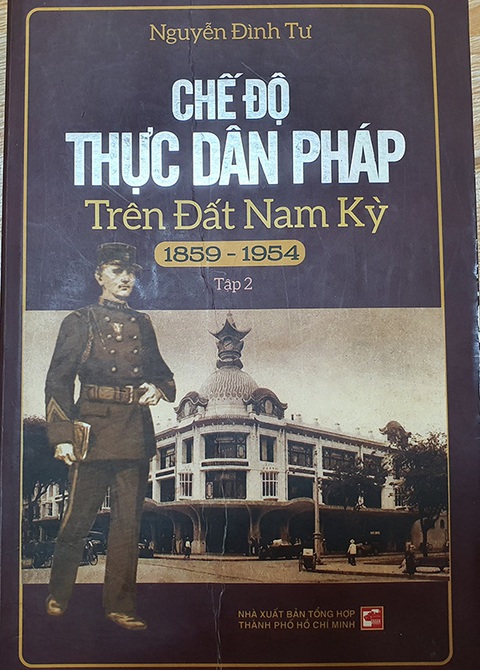 Nguyễn Đình Tư
CHẾ ĐỘ
THỰC DÂN PHÁP
Trên Đất Nam Kỳ
1859 - 1954
Tập 2
NHÀ XUẤT BẢN TỔNG HỢP
THÀNH PHỐ HỒ CHÍ MINH